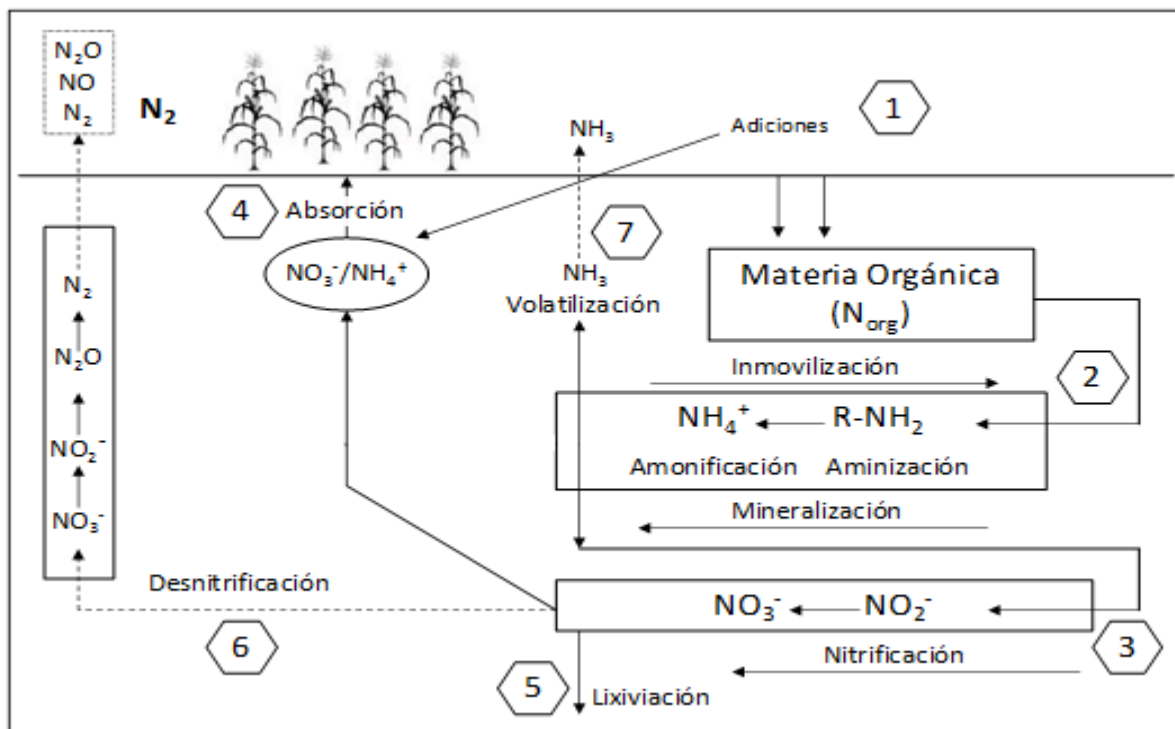 N₂O
NO
N₂
N₂
NH₃
Adiciones
1
4
Absorción
7
NO₃⁻/NH₄⁺
NH₃
Volatilización
Materia Orgánica
(Norg)
N₂
N₂O
NO₂⁻
NO₃⁻
Inmovilización
2
NH₄⁺ R-NH₂
Amonificación Aminización
Mineralización
Desnitrificación
6
NO₃⁻ NO₂⁻
3
Nitrificación
5
Lixiviación